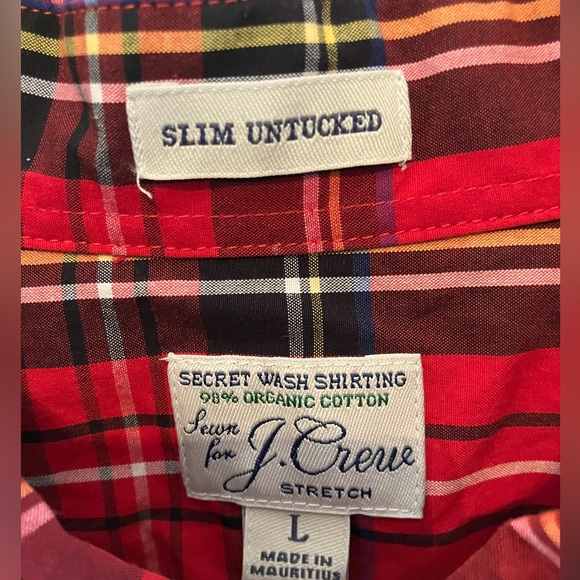 SLIM UNTUCKED
SECRET WASH SHIRTING
98% ORGANIC COTTON
Sewn for J.Crew
STRETCH
L
MADE IN
MAURITIUS